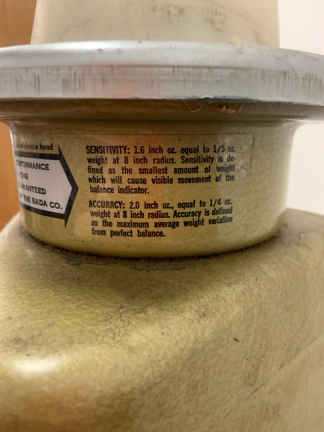 service band
PERFORMANCE
GUARANTEED
THE BADA CO.
SENSITIVITY: 1.6 inch oz. equal to 1/5 oz.
weight at 8 inch radius. Sensitivity is de-
fined as the smallest amount of weight
which will cause visible movement of the
balance indicator.
ACCURACY: 2.0 inch oz., equal to 1/4 oz.
weight at 8 inch radius. Accuracy is defined
as the maximum average weight variation
from perfect balance.